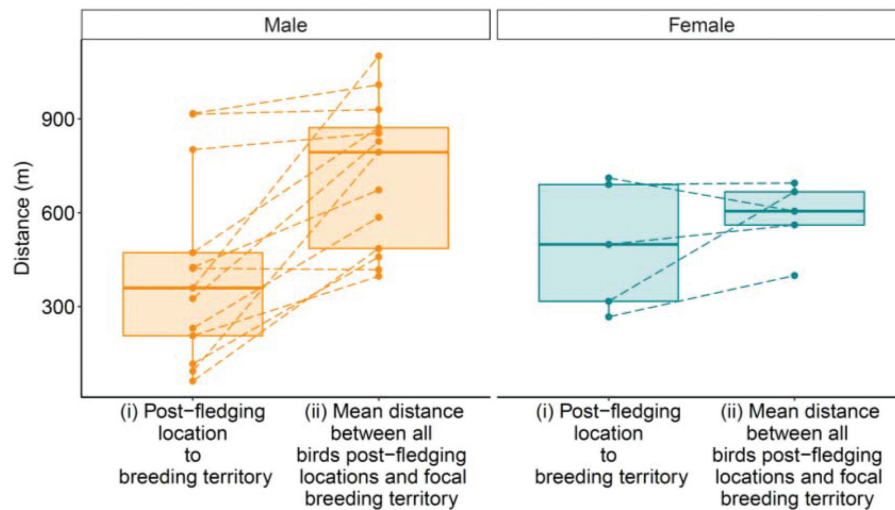 Male
Female
Distance (m)
900
600
300
(i) Post−fledging
location
to
breeding territory
(ii) Mean distance
between all
birds post−fledging
locations and focal
breeding territory
(i) Post−fledging
location
to
breeding territory
(ii) Mean distance
between all
birds post−fledging
locations and focal
breeding territory